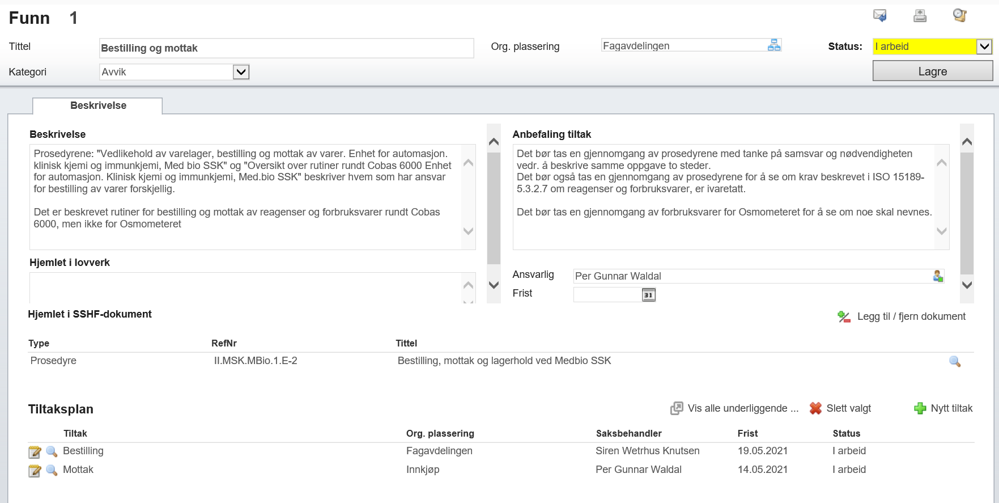 Funn 1
Tittel Bestilling og mottak Org. plassering Fagavdelingen Status: I arbeid
Kategori Avvik Lagre
Beskrivelse
Beskrivelse
Prosedyrene: "Vedlikehold av varelager, bestilling og mottak av varer. Enhet for automasjon.
klinisk kjemi og immunkjemi, Med bio SSK" og "Oversikt over rutiner rundt Cobas 6000 Enhet
for automasjon. Klinisk kjemi og immunkjemi, Med.bio SSK" beskriver hvem som har ansvar
for bestilling av varer forskjellig.
Det er beskrevet rutiner for bestilling og mottak av reagenser og forbruksvarer rundt Cobas
6000, men ikke for Osmometeret
Hjemlet i lovverk
Anbefaling tiltak
Det bør tas en gjennomgang av prosedyrene med tanke på samsvar og nødvendigheten
vedr. å beskrive samme oppgave to steder.
Det bør også tas en gjennomgang av prosedyrene for å se om krav beskrevet i ISO 15189-
5.3.2.7 om reagenser og forbruksvarer, er ivaretatt.
Det bør tas en gjennomgang av forbruksvarer for Osmometeret for å se om noe skal nevnes.
Ansvarlig Per Gunnar Waldal
Frist 31
Hjemlet i SSHF-dokument Legg til / fjern dokument
Type RefNr Tittel
Prosedyre II.MSK.MBio.1.E-2 Bestilling, mottak og lagerhold ved Medbio SSK
Tiltaksplan Vis alle underliggende ... Slett valgt Nytt tiltak
Tiltak Org. plassering Saksbehandler Frist Status
Bestilling Fagavdelingen Siren Wetrhus Knutsen 19.05.2021 I arbeid
Mottak Innkjøp Per Gunnar Waldal 14.05.2021 I arbeid